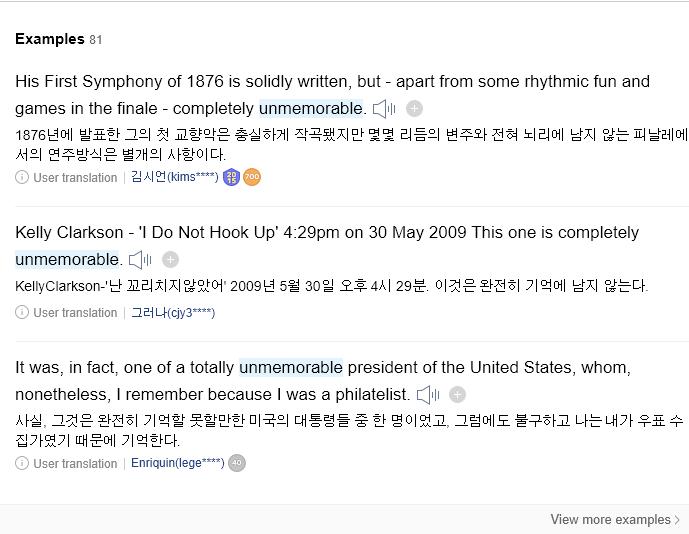 Examples 81
His First Symphony of 1876 is solidly written, but - apart from some rhythmic fun and
games in the finale - completely unmemorable.
1876년에 발표한 그의 첫 교향악은 충실하게 작곡됐지만 몇몇 리듬의 변주와 전혀 뇌리에 남지 않는 피날레에
서의 연주방식은 별개의 사항이다.
User translation | 김시언(kims****) 2015 700
Kelly Clarkson - 'I Do Not Hook Up' 4:29pm on 30 May 2009 This one is completely
unmemorable.
KellyClarkson-'난 꼬리치지않았어' 2009년 5월 30일 오후 4시 29분. 이것은 완전히 기억에 남지 않는다.
User translation | 그러나(cjy3****)
It was, in fact, one of a totally unmemorable president of the United States, whom,
nonetheless, I remember because I was a philatelist.
사실, 그것은 완전히 기억할 못할만한 미국의 대통령들 중 한 명이었고, 그럼에도 불구하고 나는 내가 우표 수
집가였기 때문에 기억한다.
User translation | Enriquin(lege****) 40
View more examples >